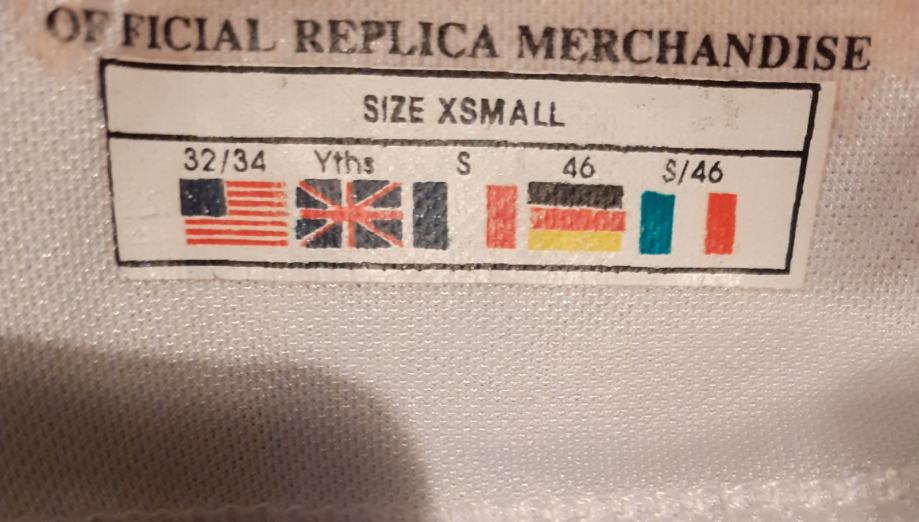 OFFICIAL REPLICA MERCHANDISE
SIZE XSMALL
32/34 Yths S 46 S/46